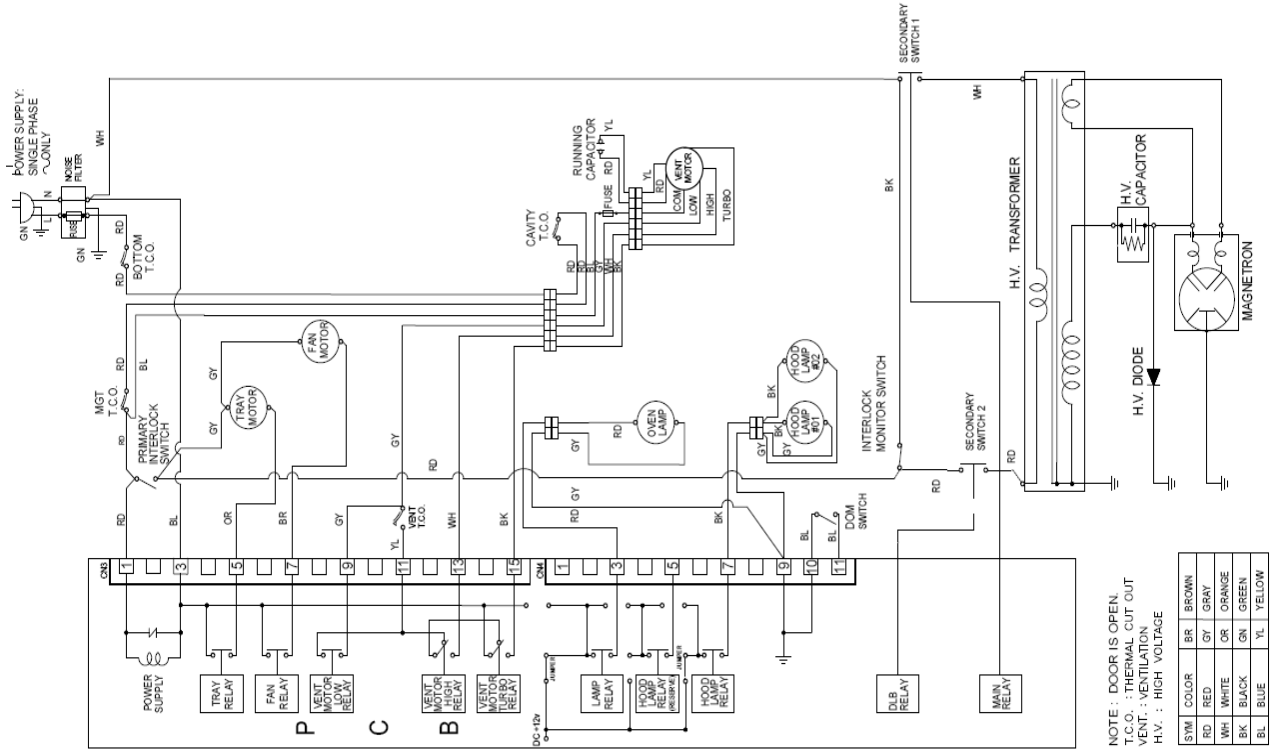 POWER SUPPLY:
SINGLE PHASE
ONLY
GN
L
N
NOISE
FILTER
FUSE
GN
WH
RD
BOTTOM
T.C.O.
RD
MGT
T.C.O.
RD
RD
BL
PRIMARY
INTERLOCK
SWITCH
GY
GY
TRAY
MOTOR
FAN
MOTOR
CAVITY
T.C.O.
RD
RD
BL
GY
WH
BK
RUNNING
CAPACITOR
YL
RD
FUSE
YL
RD
COM
LOW
HIGH
TURBO
VENT
MOTOR
SECONDARY
SWITCH 1
WH
BK
H.V. TRANSFORMER
H.V.
CAPACITOR
MAGNETRON
H.V. DIODE
INTERLOCK
MONITOR SWITCH
SECONDARY
SWITCH 2
RD
RD
RD
GY
BK
GY
RD
OVEN
LAMP
BK
BK
GY
GY
HOOD
LAMP
#02
HOOD
LAMP
#01
RD
BL
OR
BR
GY
VENT
T.C.O.
YL
WH
BK
GY
RD
BK
BL
BL
DOM
SWITCH
CN3
1
3
5
7
9
11
13
15
CN4
1
3
5
7
9
10
11
POWER
SUPPLY
TRAY
RELAY
FAN
RELAY
VENT
MOTOR
LOW
RELAY
VENT
MOTOR
HIGH
RELAY
VENT
MOTOR
TURBO
RELAY
P C B
DC +12v
JUMPER
LAMP
RELAY
HOOD
LAMP
RELAY
(RESERVE)
JUMPER
HOOD
LAMP
RELAY
DLB
RELAY
MAIN
RELAY
NOTE : DOOR IS OPEN.
T.C.O. : THERMAL CUT OUT
VENT. : VENTILATION
H.V. : HIGH VOLTAGE
SYM COLOR BR BROWN
RD RED GY GRAY
WH WHITE OR ORANGE
BK BLACK GN GREEN
BL BLUE YL YELLOW